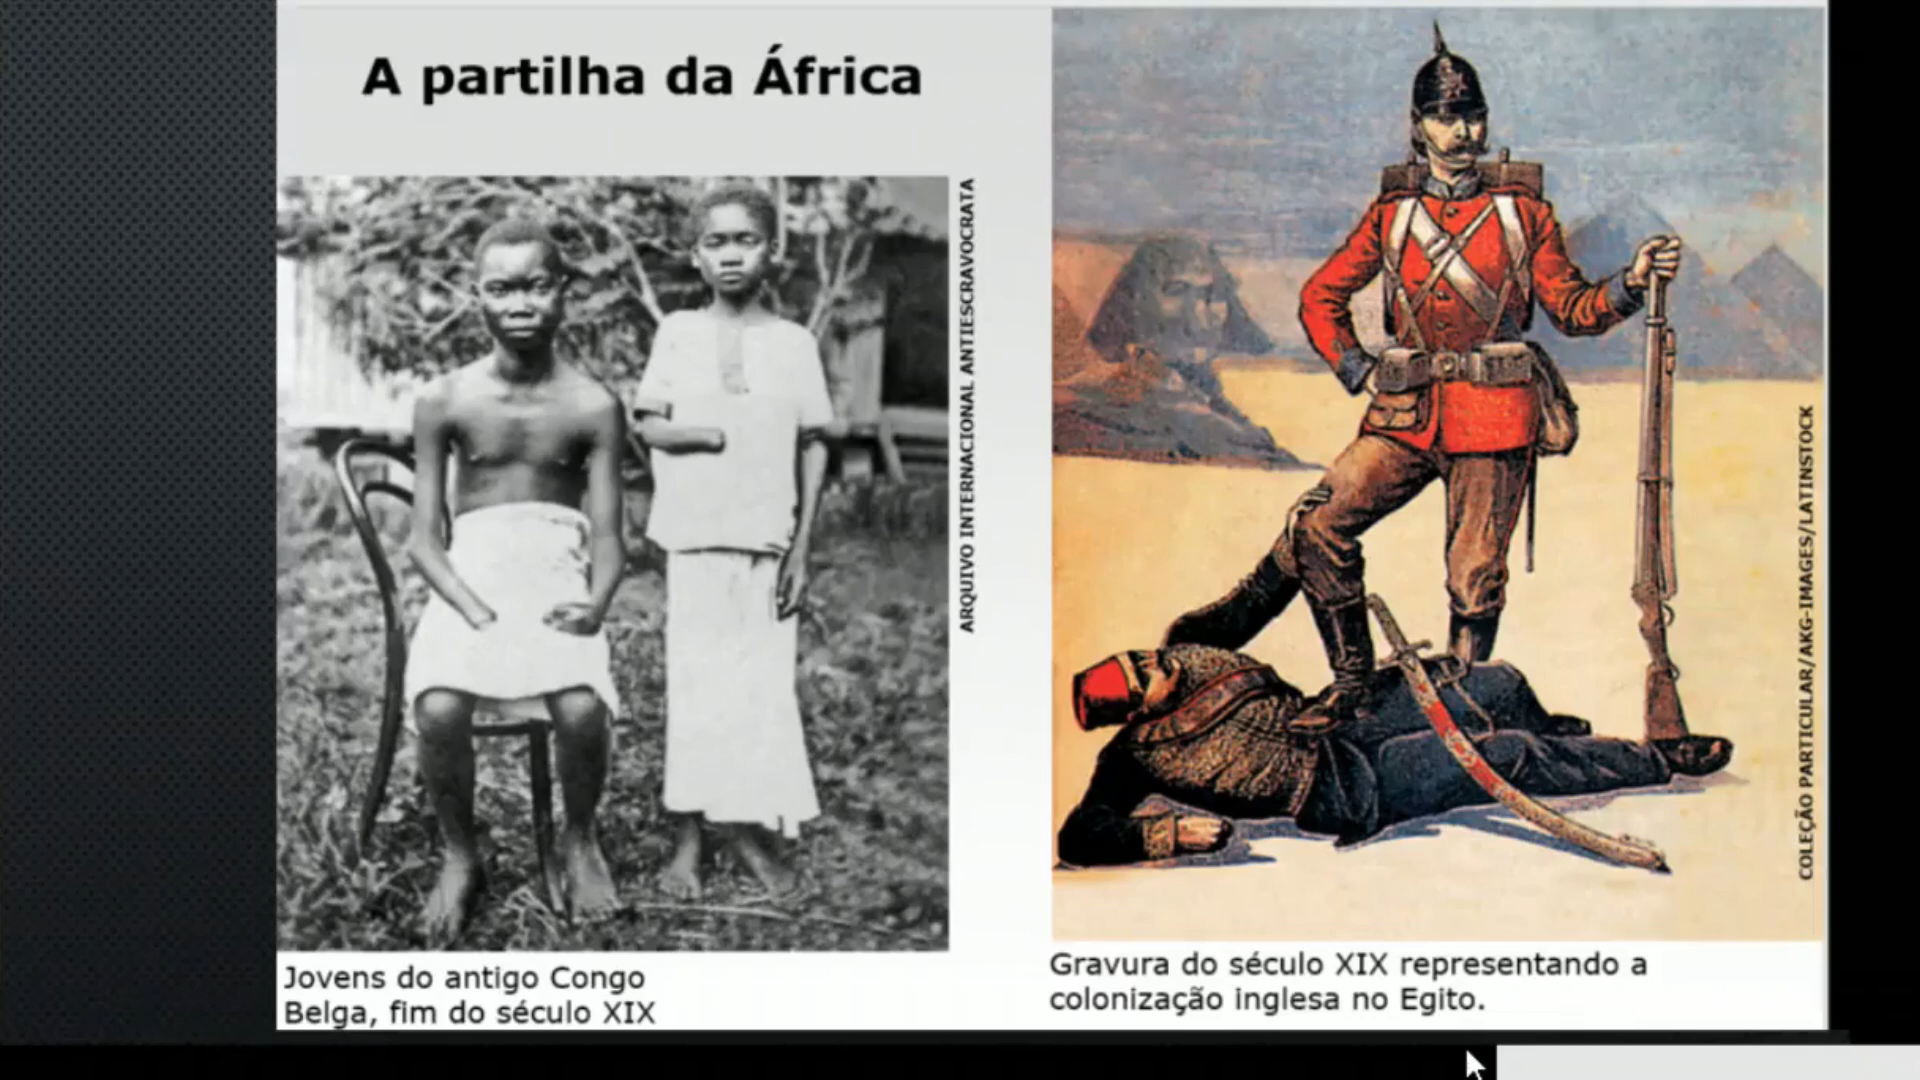 A partilha da África
ARQUIVO INTERNACIONAL ANTIESCRAVOCRATA
Jovens do antigo Congo
Belga, fim do século XIX
COLEÇÃO PARTICULAR/AKG-IMAGES/LATINSTOCK
Gravura do século XIX representando a
colonização inglesa no Egito.